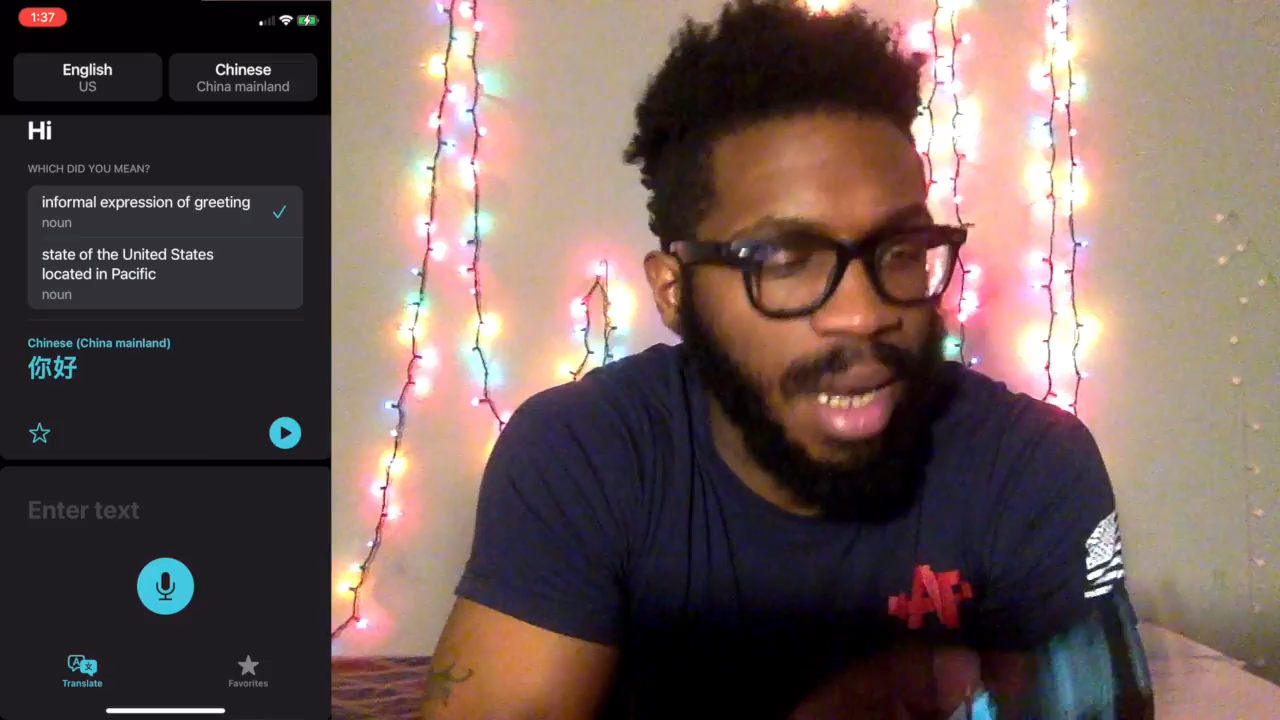 1:37
English
US
Chinese
China mainland
Hi
WHICH DID YOU MEAN?
informal expression of greeting
noun
state of the United States
located in Pacific
noun
Chinese (China mainland)
你好
Enter text
Translate
Favorites
AF